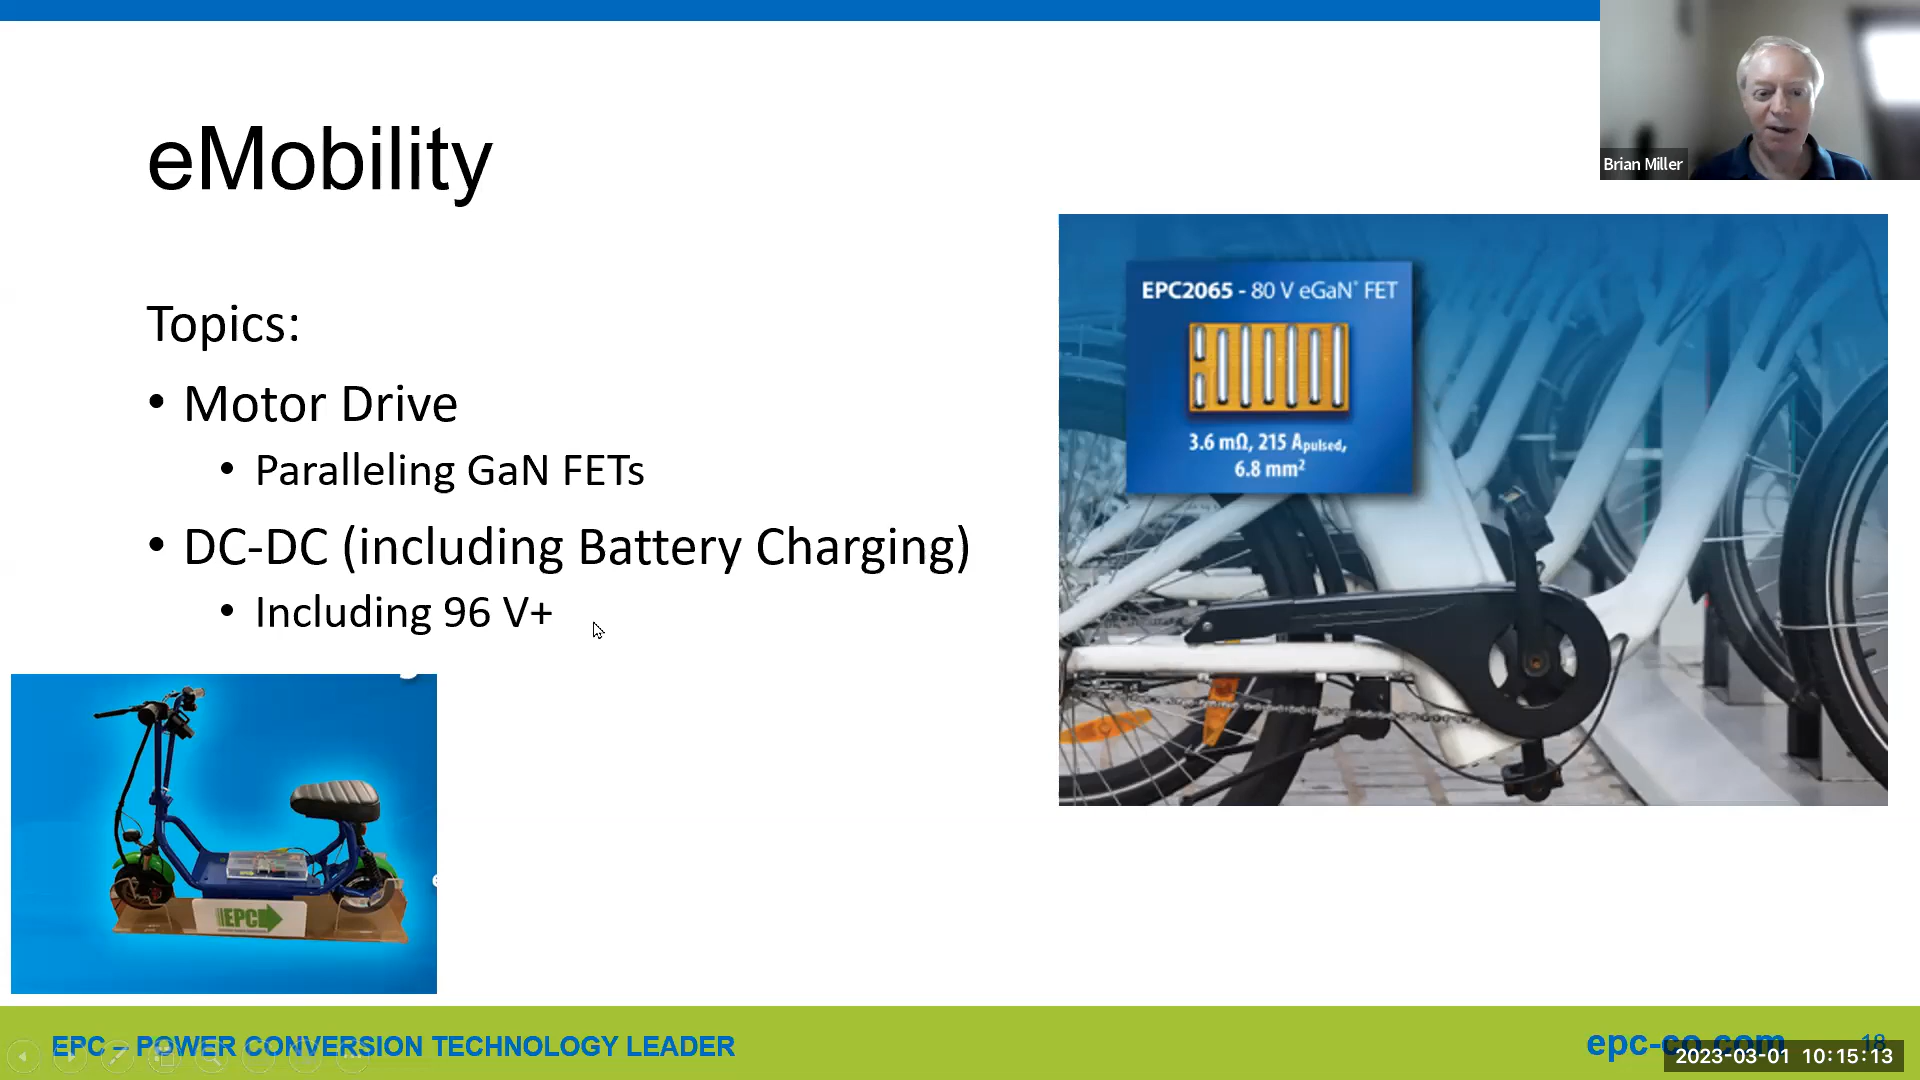 eMobility
Brian Miller
Topics:
• Motor Drive
• Paralleling GaN FETs
• DC-DC (including Battery Charging)
• Including 96 V+
EPC2065 - 80 V eGaN® FET
3.6 mΩ, 215 Apulsed,
6.8 mm²
EPC
EPC – POWER CONVERSION TECHNOLOGY LEADER
epc-co.com
18
2023-03-01 10:15:13